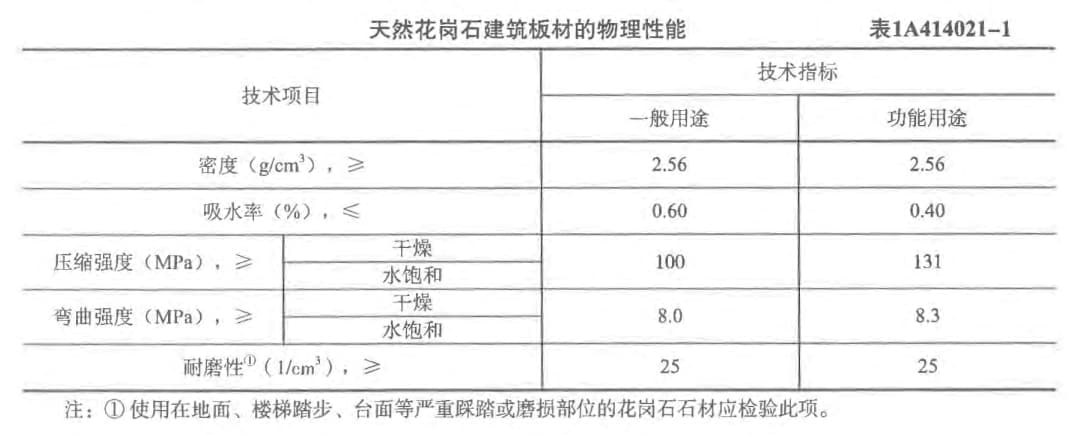 天然花岗石建筑板材的物理性能 表1A414021-1
技术项目 技术指标
一般用途 功能用途
密度（g/cm³），≥ 2.56 2.56
吸水率（%），≤ 0.60 0.40
压缩强度（MPa），≥ 干燥 水饱和 100 131
弯曲强度（MPa），≥ 干燥 水饱和 8.0 8.3
耐磨性①（1/cm³），≥ 25 25
注：①使用在地面、楼梯踏步、台面等严重踩踏或磨损部位的花岗石石材应检验此项。